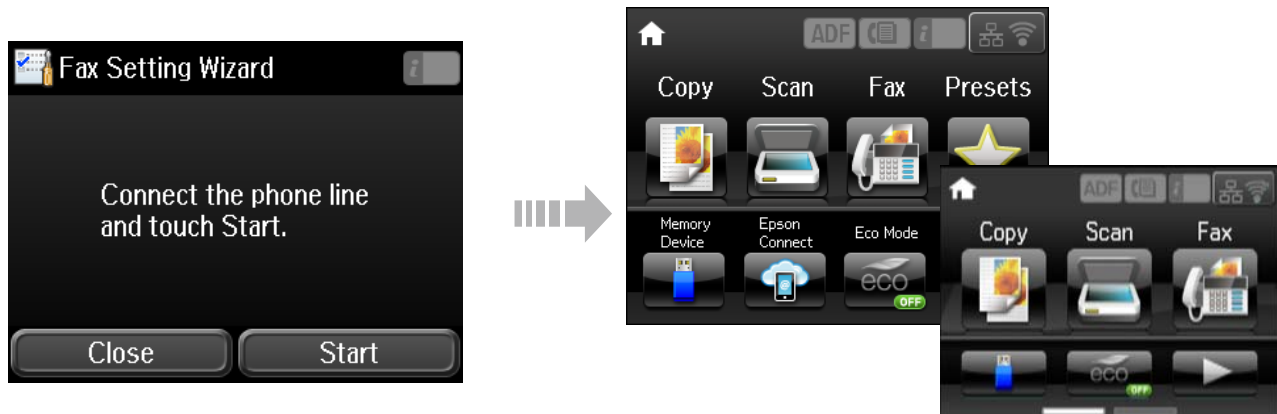 Fax Setting Wizard
i
Connect the phone line
and touch Start.
Close
Start
ADF
i
Copy
Scan
Fax
Presets
Memory
Device
Epson
Connect
Eco Mode
@
eco
OFF
ADF
i
Copy
Scan
Fax
eco
OFF